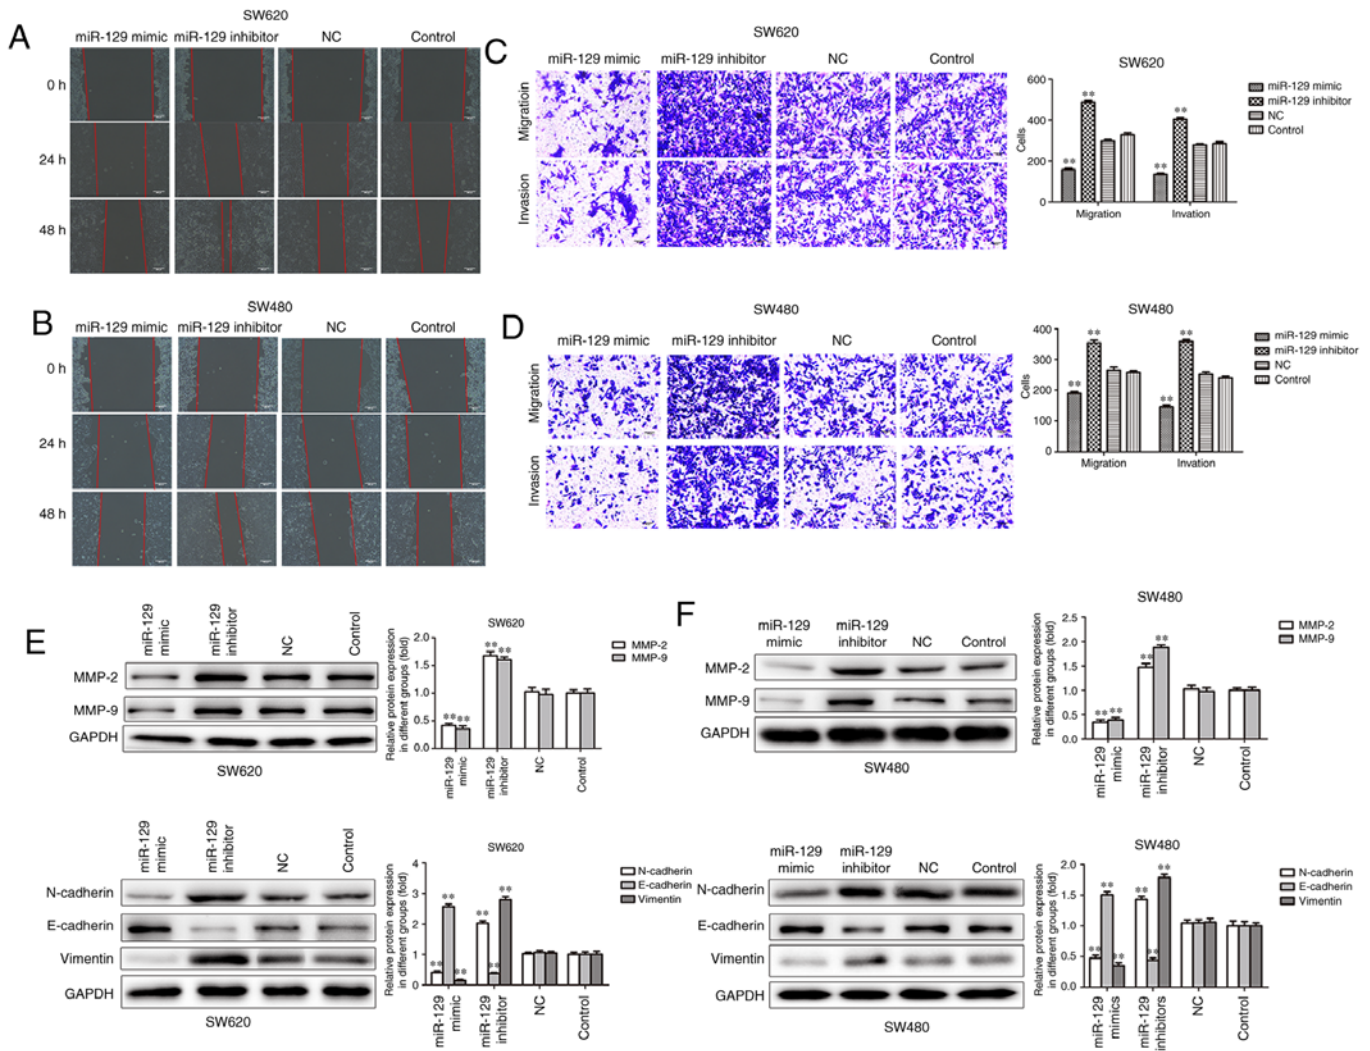 A
SW620
miR-129 mimic miR-129 inhibitor NC Control
0 h
24 h
48 h
B
SW480
miR-129 mimic miR-129 inhibitor NC Control
0 h
24 h
48 h
C
SW620
miR-129 mimic miR-129 inhibitor NC Control
Migratioin
Invasion
SW620
600
400
200
0
Cells
** ** ** **
Migration Invation
miR-129 mimic
miR-129 inhibitor
NC
Control
D
SW480
miR-129 mimic miR-129 inhibitor NC Control
Migratioin
Invasion
SW480
400
300
200
100
0
Cells
** ** ** **
Migration Invation
miR-129 mimic
miR-129 inhibitor
NC
Control
E
miR-129 mimic
miR-129 inhibitor
NC
Control
MMP-2
MMP-9
GAPDH
SW620
SW620
Relative protein expression
in different groups (fold)
2.0
1.5
1.0
0.5
0.0
** ** ** **
miR-129 mimic
miR-129 inhibitor
NC
Control
MMP-2
MMP-9
miR-129 mimic
miR-129 inhibitor
NC
Control
N-cadherin
E-cadherin
Vimentin
GAPDH
SW620
SW620
Relative protein expression
in different groups (fold)
4
3
2
1
0
** ** ** ** ** **
miR-129 mimic
miR-129 inhibitor
NC
Control
N-cadherin
E-cadherin
Vimentin
F
miR-129 mimic
miR-129 inhibitor
NC
Control
MMP-2
MMP-9
GAPDH
SW480
SW480
Relative protein expression
in different groups (fold)
2.5
2.0
1.5
1.0
0.5
0.0
** ** ** **
miR-129 mimic
miR-129 inhibitor
NC
Control
MMP-2
MMP-9
miR-129 mimic
miR-129 inhibitor
NC
Control
N-cadherin
E-cadherin
Vimentin
GAPDH
SW480
SW480
Relative protein expression
in different groups (fold)
2.0
1.5
1.0
0.5
0.0
** ** ** ** ** **
miR-129 mimics
miR-129 inhibitors
NC
Control
N-cadherin
E-cadherin
Vimentin